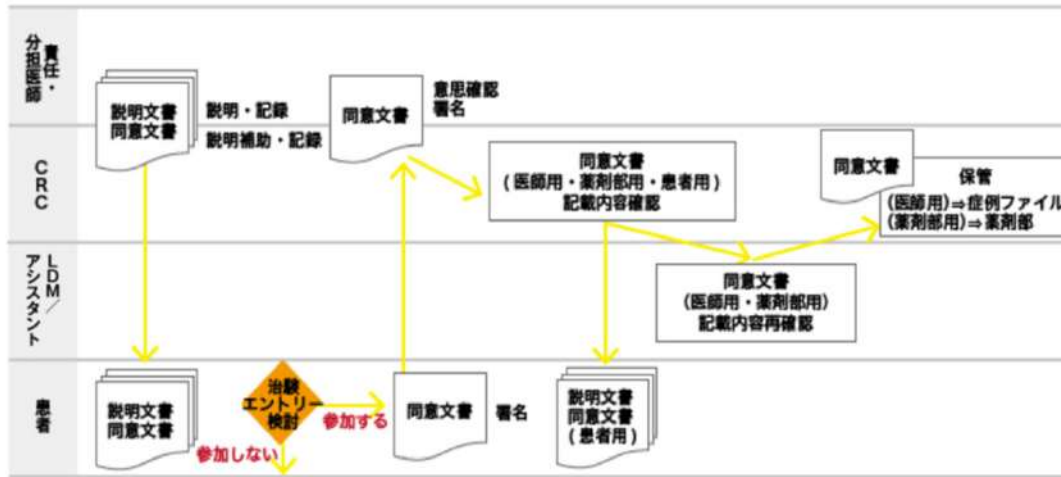 責任・
分担医師
説明文書
同意文書
説明・記録
説明補助・記録
同意文書
意思確認
署名
CRC
同意文書
(医師用・薬剤部用・患者用)
記載内容確認
同意文書
保管
(医師用)⇒症例ファイル
(薬剤部用)⇒薬剤部
LDM/
アシスタント
同意文書
(医師用・薬剤部用)
記載内容再確認
患者
説明文書
同意文書
治験
エントリー
検討
参加しない
参加する
同意文書
署名
説明文書
同意文書
(患者用)